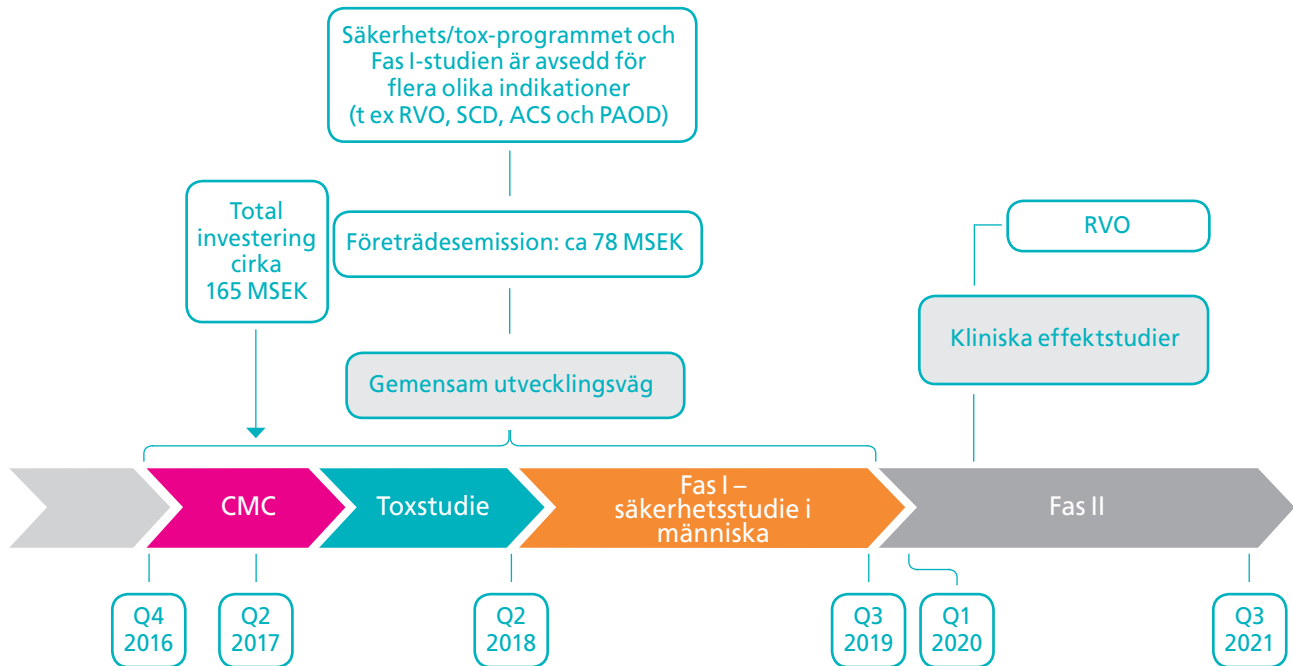 Säkerhets/tox-programmet och
Fas I-studien är avsedd för
flera olika indikationer
(t ex RVO, SCD, ACS och PAOD)
Total
investering
cirka
165 MSEK
Företrädesemission: ca 78 MSEK
RVO
Kliniska effektstudier
Gemensam utvecklingsväg
CMC
Toxstudie
Fas I –
säkerhetsstudie i
människa
Fas II
Q4
2016
Q2
2017
Q2
2018
Q3
2019
Q1
2020
Q3
2021